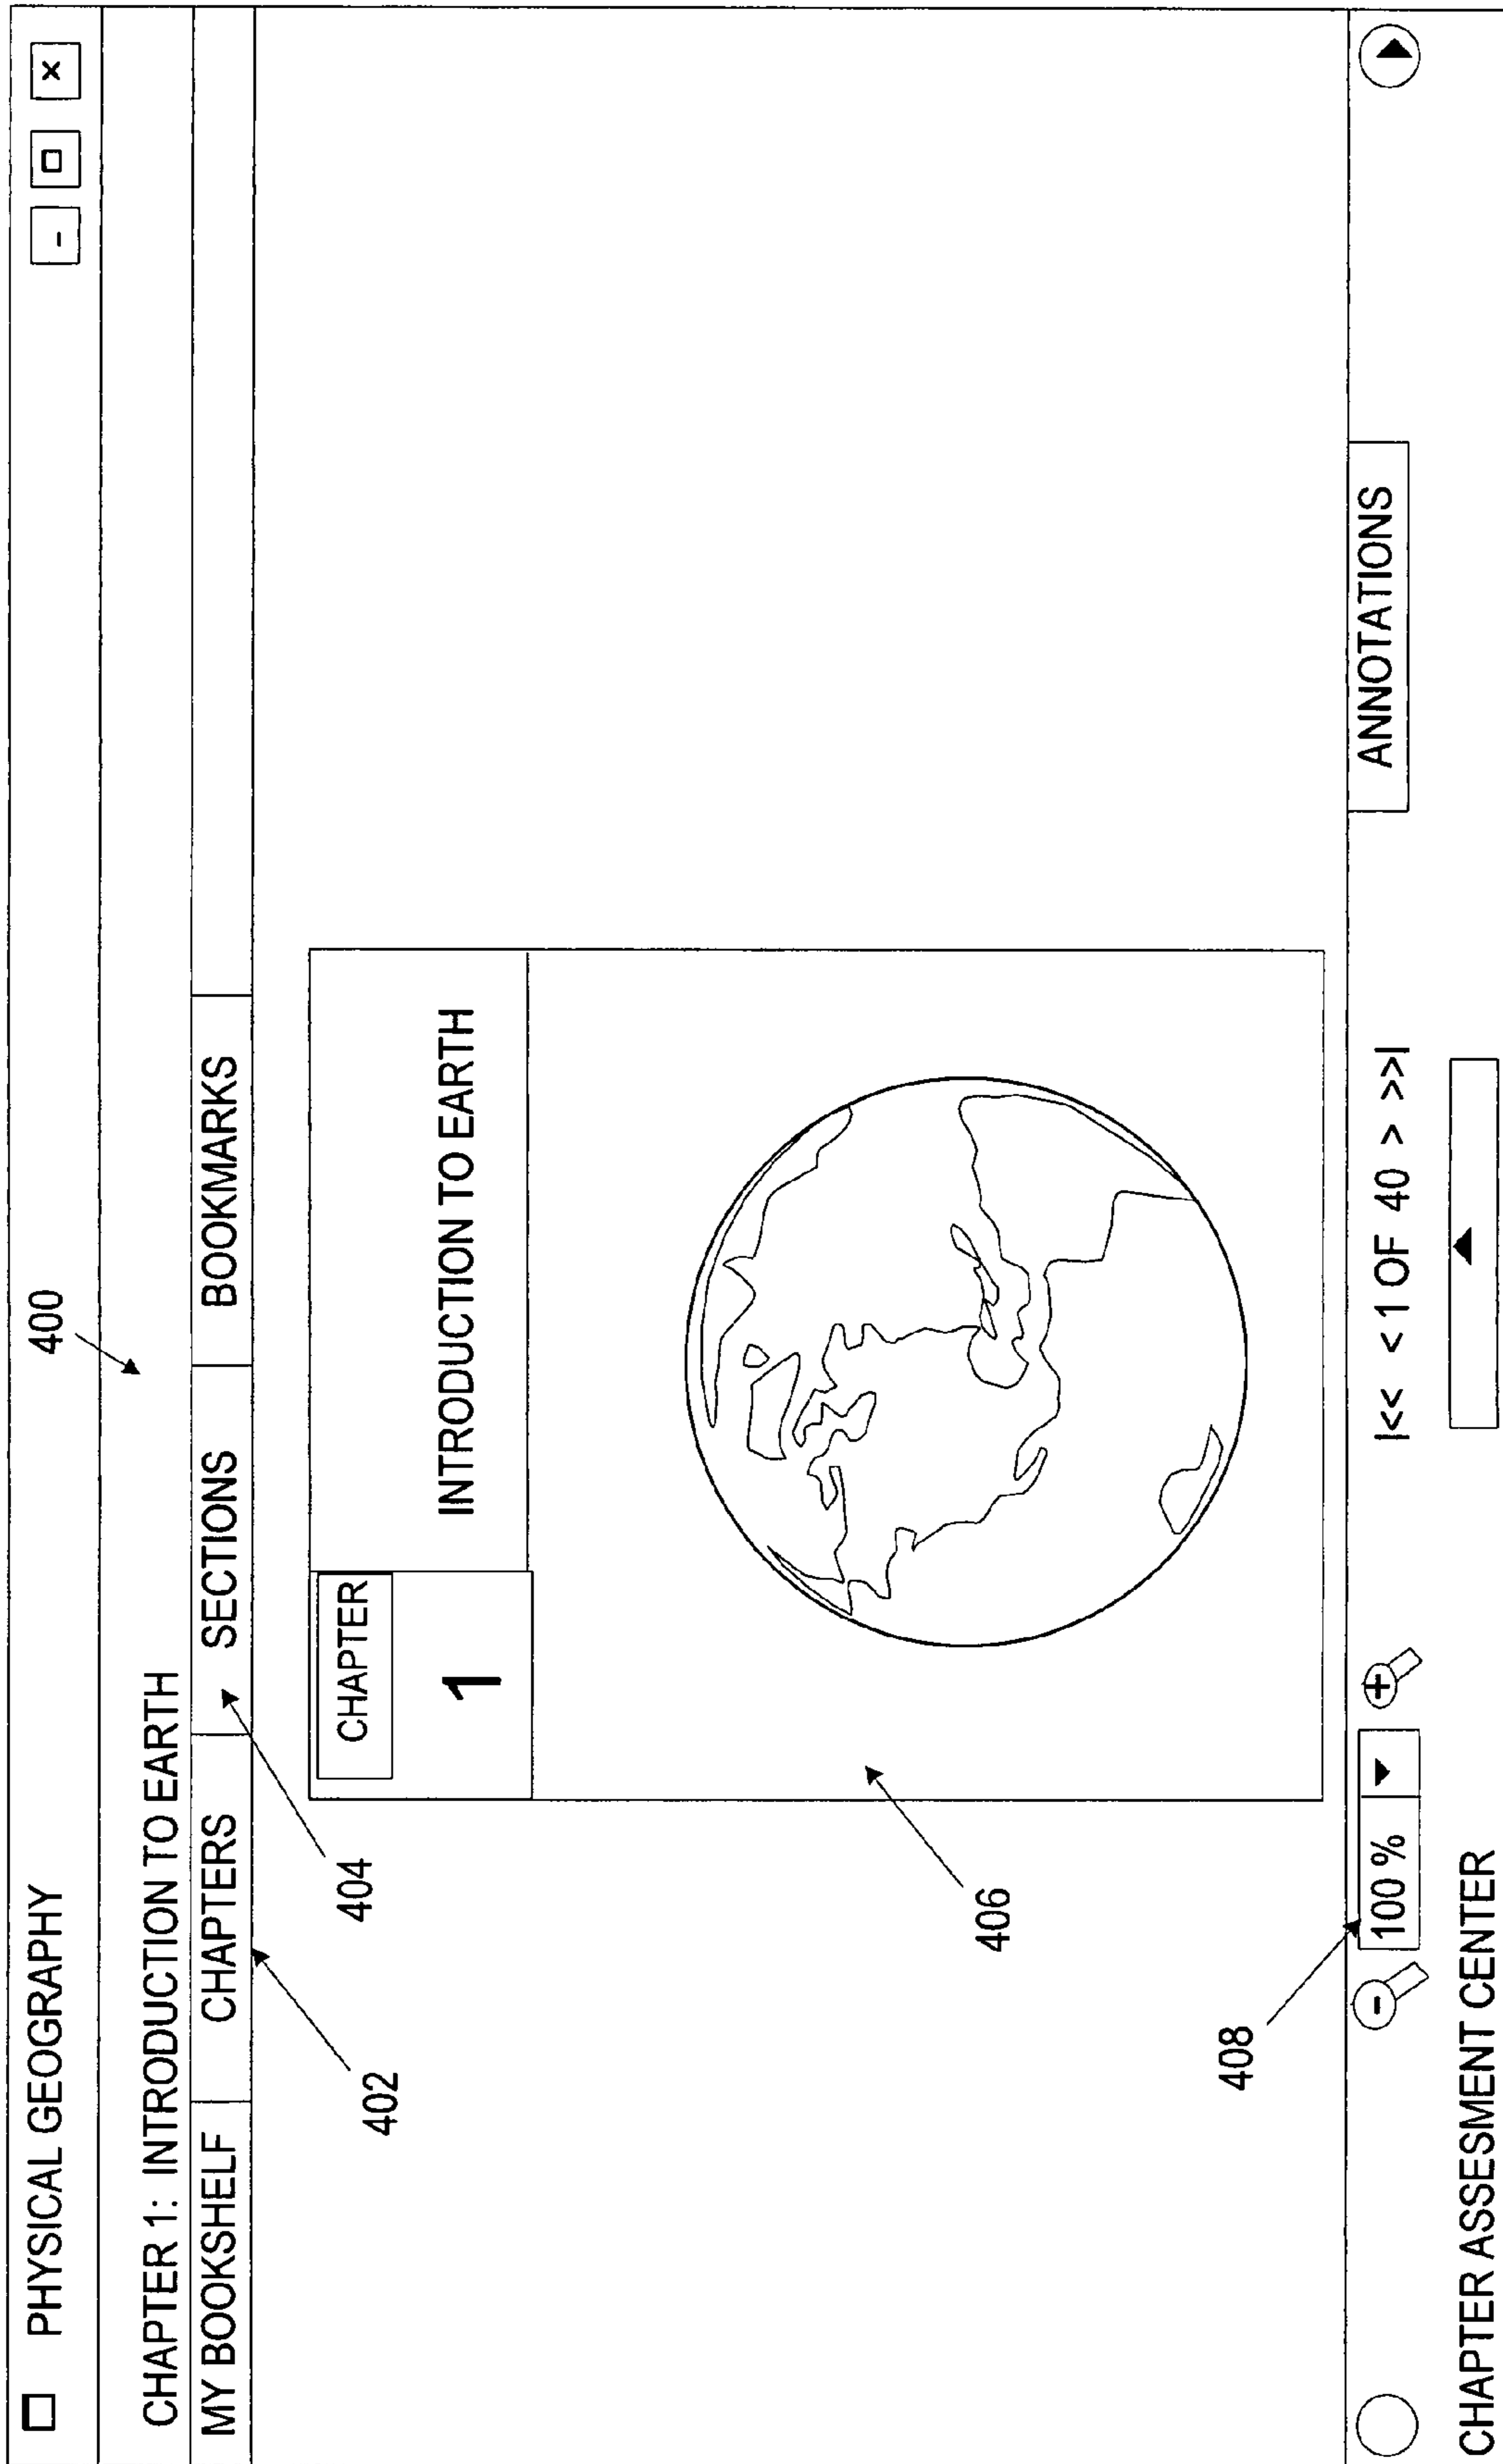 PHYSICAL GEOGRAPHY - x
400
CHAPTER 1: INTRODUCTION TO EARTH
MY BOOKSHELF CHAPTERS SECTIONS BOOKMARKS
402
404
CHAPTER
1
INTRODUCTION TO EARTH
406
408
- 100 % + |<< < 1 OF 40 > >>| ANNOTATIONS
CHAPTER ASSESMENT CENTER